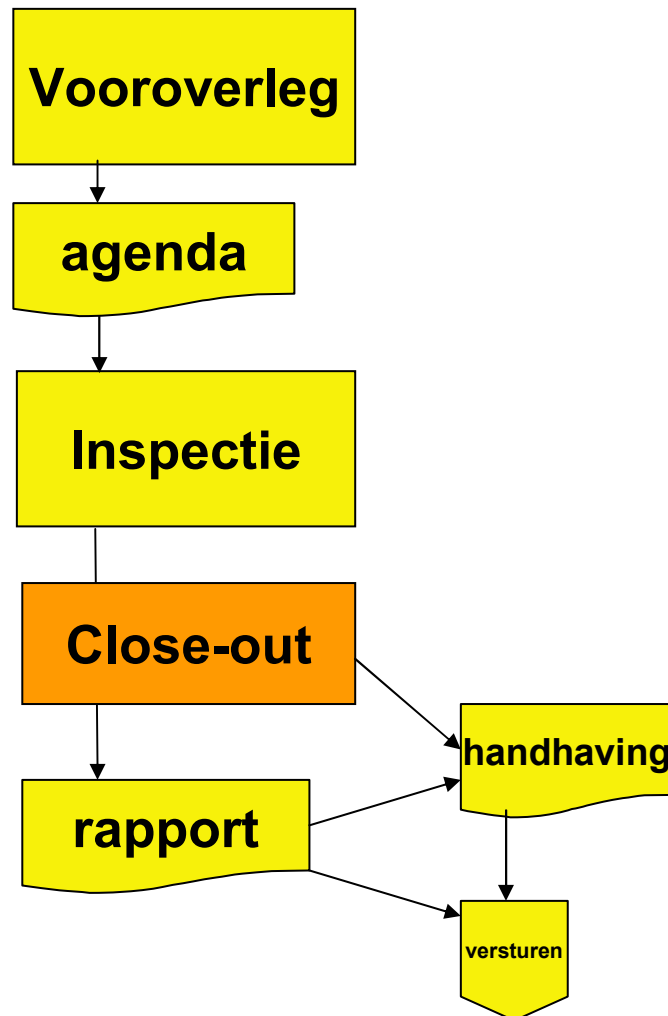 Vooroverleg
agenda
Inspectie
Close-out
handhaving
rapport
versturen